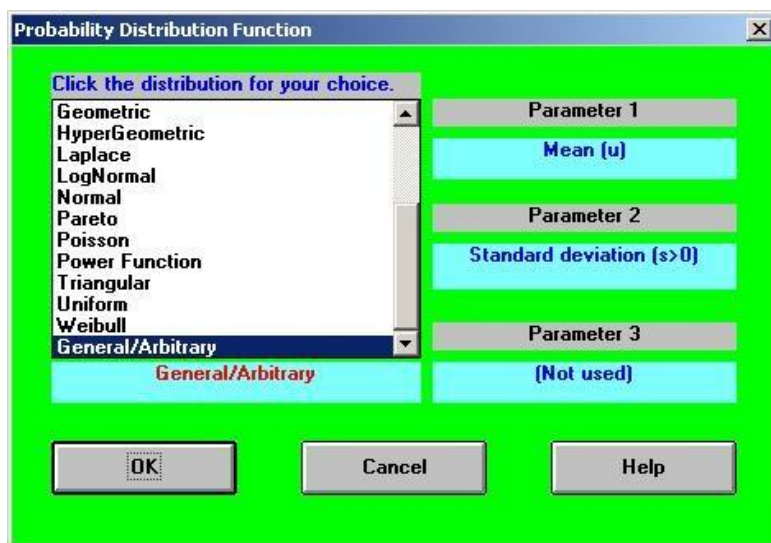 Probability Distribution Function
Click the distribution for your choice.
Geometric
HyperGeometric
Laplace
LogNormal
Normal
Pareto
Poisson
Power Function
Triangular
Uniform
Weibull
General/Arbitrary
General/Arbitrary
Parameter 1
Mean (u)
Parameter 2
Standard deviation (s>0)
Parameter 3
(Not used)
OK
Cancel
Help